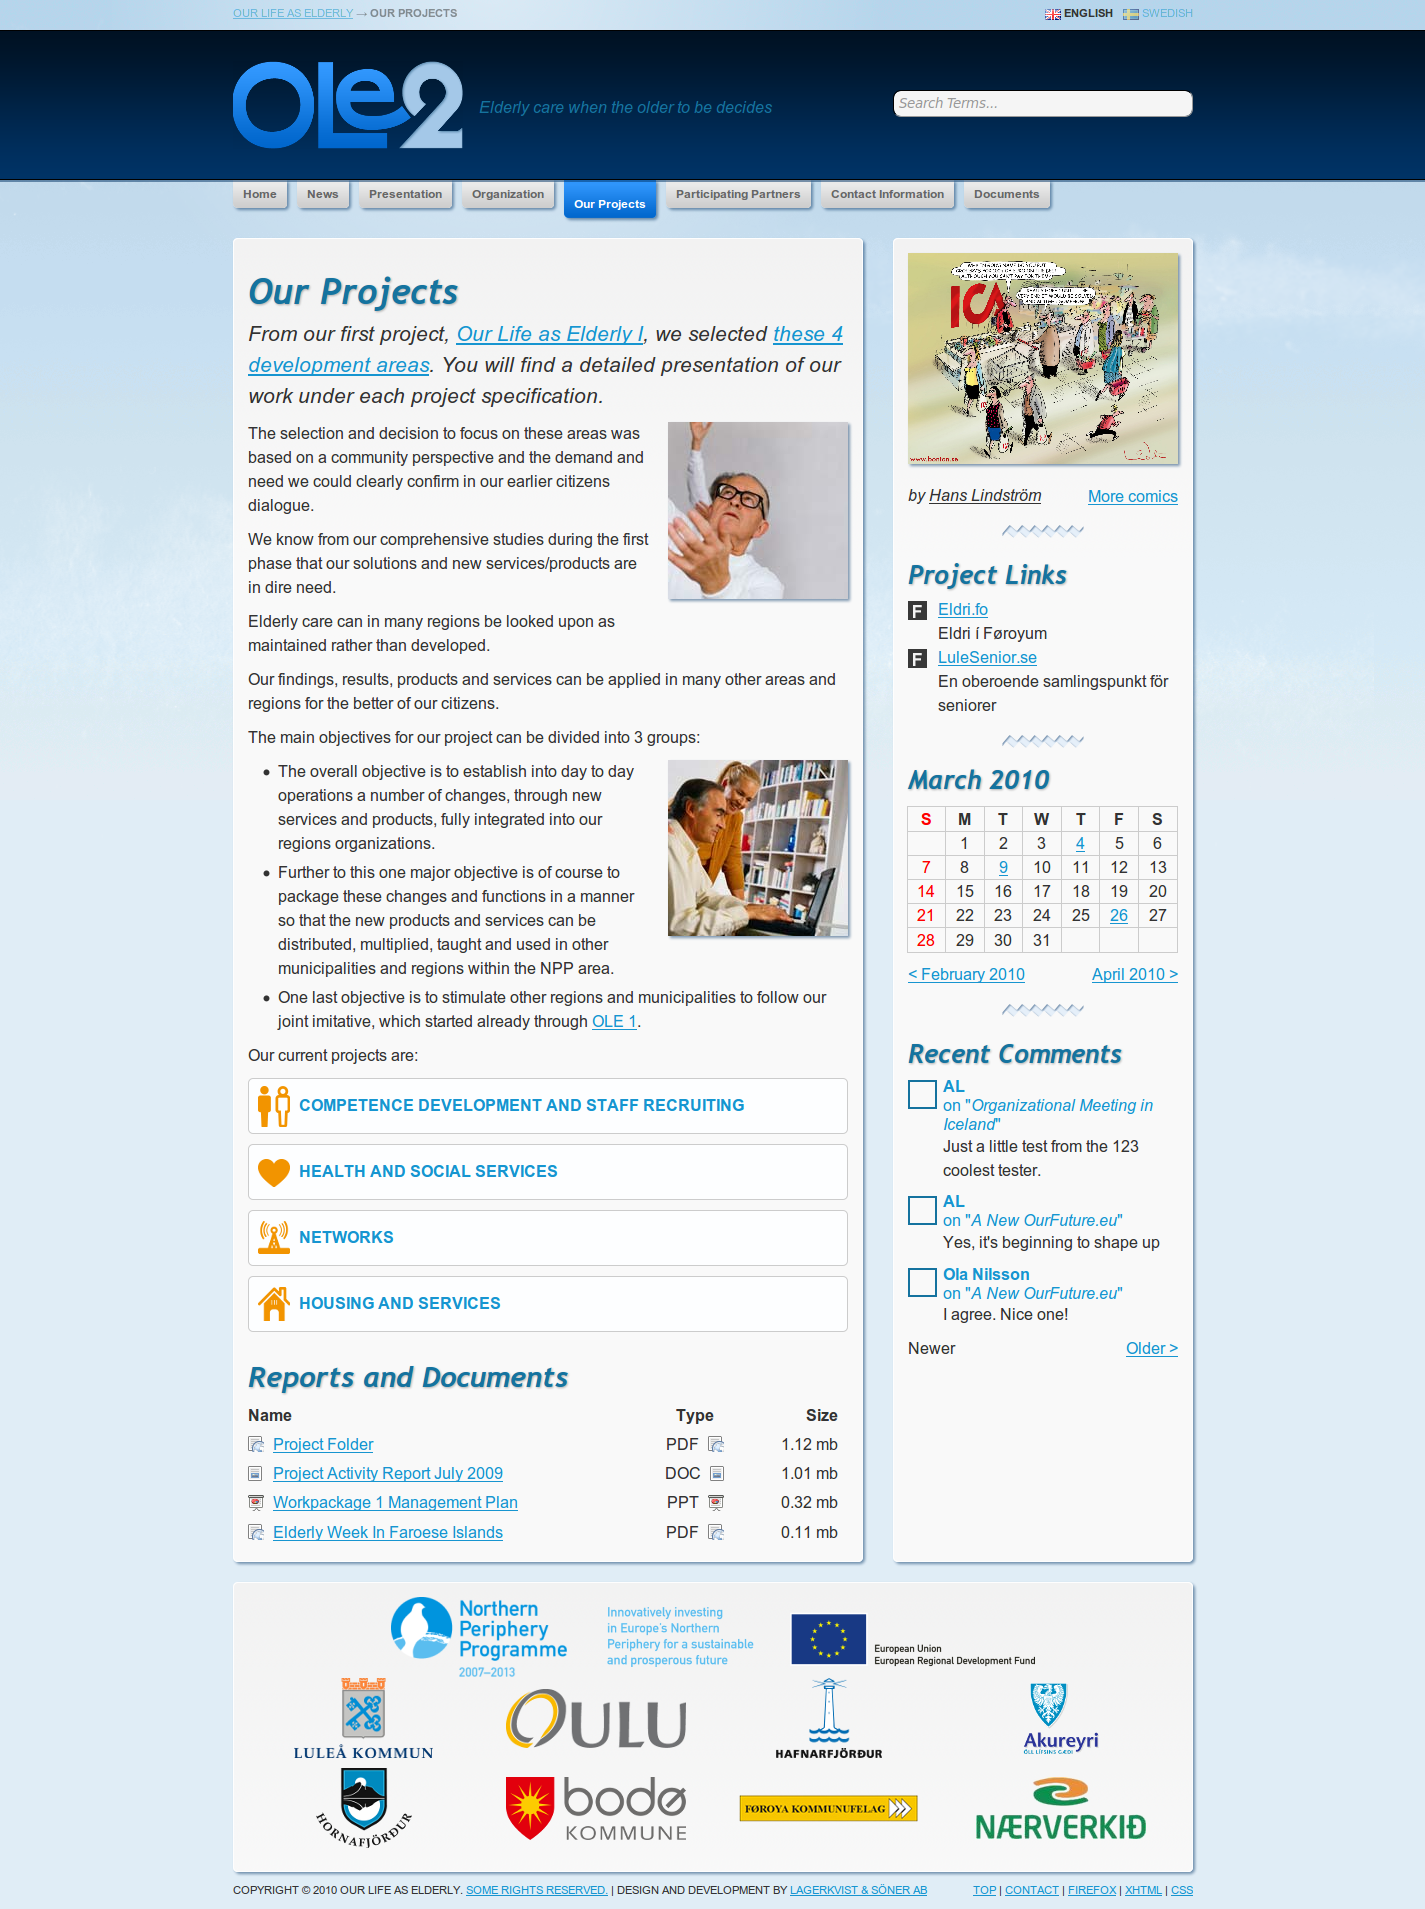 OUR LIFE AS ELDERLY → OUR PROJECTS
ENGLISH SWEDISH
OLe2
Elderly care when the older to be decides
Search Terms...
Home News Presentation Organization Our Projects Participating Partners Contact Information Documents
Our Projects
From our first project, Our Life as Elderly I, we selected these 4
development areas. You will find a detailed presentation of our
work under each project specification.
The selection and decision to focus on these areas was
based on a community perspective and the demand and
need we could clearly confirm in our earlier citizens
dialogue.
We know from our comprehensive studies during the first
phase that our solutions and new services/products are
in dire need.
Elderly care can in many regions be looked upon as
maintained rather than developed.
Our findings, results, products and services can be applied in many other areas and
regions for the better of our citizens.
The main objectives for our project can be divided into 3 groups:
• The overall objective is to establish into day to day
operations a number of changes, through new
services and products, fully integrated into our
regions organizations.
• Further to this one major objective is of course to
package these changes and functions in a manner
so that the new products and services can be
distributed, multiplied, taught and used in other
municipalities and regions within the NPP area.
• One last objective is to stimulate other regions and municipalities to follow our
joint imitative, which started already through OLE 1.
Our current projects are:
COMPETENCE DEVELOPMENT AND STAFF RECRUITING
HEALTH AND SOCIAL SERVICES
NETWORKS
HOUSING AND SERVICES
Reports and Documents
Name Type Size
Project Folder PDF 1.12 mb
Project Activity Report July 2009 DOC 1.01 mb
Workpackage 1 Management Plan PPT 0.32 mb
Elderly Week In Faroese Islands PDF 0.11 mb
ICA
www.bonton.se
by Hans Lindström More comics
Project Links
F Eldri.fo
Eldri í Føroyum
F LuleSenior.se
En oberoende samlingspunkt för
seniorer
March 2010
S M T W T F S
1 2 3 4 5 6
7 8 9 10 11 12 13
14 15 16 17 18 19 20
21 22 23 24 25 26 27
28 29 30 31
< February 2010 April 2010 >
Recent Comments
AL
on "Organizational Meeting in
Iceland"
Just a little test from the 123
coolest tester.
AL
on "A New OurFuture.eu"
Yes, it's beginning to shape up
Ola Nilsson
on "A New OurFuture.eu"
I agree. Nice one!
Newer Older >
Northern
Periphery
Programme
2007–2013
Innovatively investing
in Europe's Northern
Periphery for a sustainable
and prosperous future
European Union
European Regional Development Fund
LULEÅ KOMMUN
OULU
HAFNARFJÖRÐUR
Akureyri
ÖLL LÍFSINS GÆÐI
HORNAFJÖRÐUR
bodø
KOMMUNE
FØROYA KOMMUNUFELAG
NÆRVERKIÐ
COPYRIGHT © 2010 OUR LIFE AS ELDERLY. SOME RIGHTS RESERVED. | DESIGN AND DEVELOPMENT BY LAGERKVIST & SÖNER AB
TOP | CONTACT | FIREFOX | XHTML | CSS